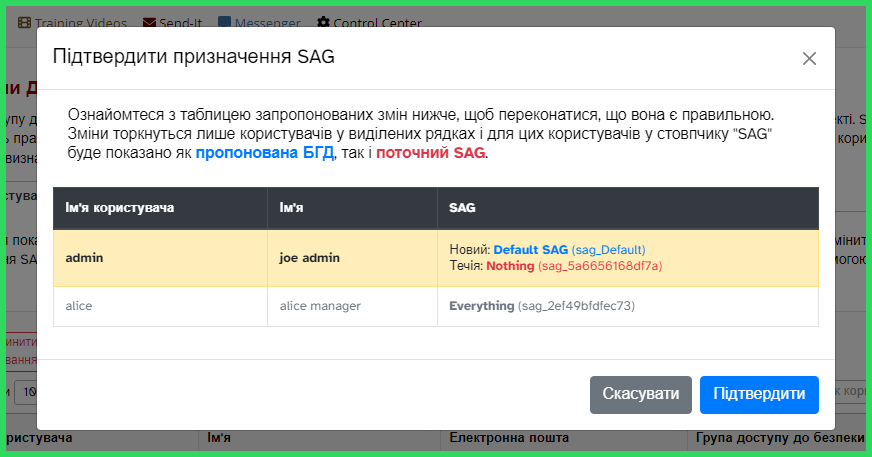 Training Videos Send-It Messenger Control Center
Підтвердити призначення SAG
Ознайомтеся з таблицею запропонованих змін нижче, щоб переконатися, що вона є правильною.
Зміни торкнуться лише користувачів у виділених рядках і для цих користувачів у стовпчику "SAG"
буде показано як пропонована БГД, так і поточний SAG.
Ім'я користувача Ім'я SAG
admin joe admin Новий: Default SAG (sag_Default)
Течія: Nothing (sag_5a6656168df7a)
alice alice manager Everything (sag_2ef49bfdfec73)
Скасувати Підтвердити
ристувача Ім'я Електронна пошта Група доступу до безпеки